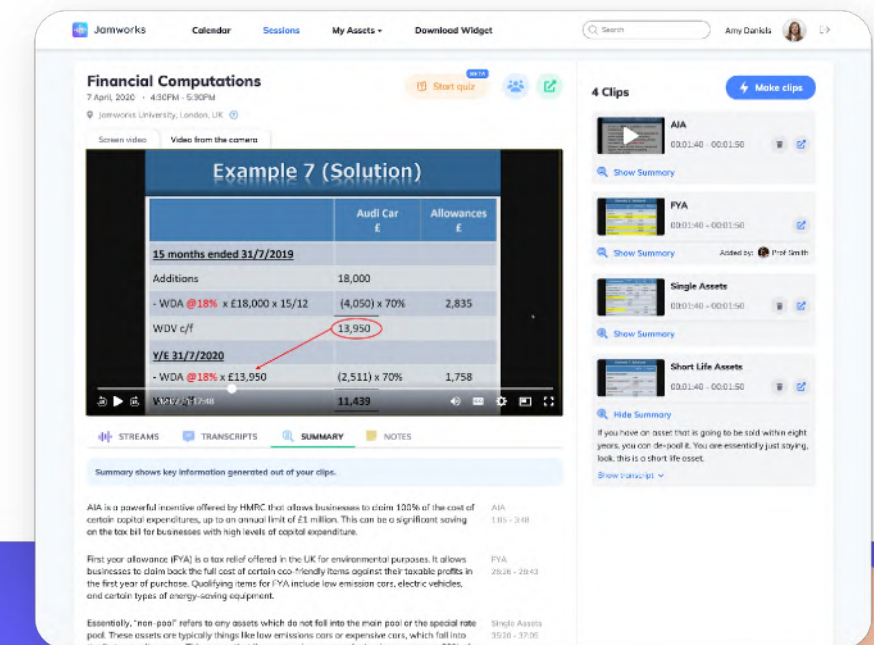 Jamworks
Calendar
Sessions
My Assets
Download Widget
Search
Amy Daniels
Financial Computations
7 April, 2020 · 4:30PM - 5:30PM
Jamworks University, London, UK
BETA
Start quiz
Screen video
Video from the camera
Example 7 (Solution)
Audi Car Allowances
£ £
15 months ended 31/7/2019
Additions 18,000
- WDA @18% x £18,000 x 15/12 (4,050) x 70% 2,835
WDV c/f 13,950
Y/E 31/7/2020
- WDA @18% x £13,950 (2,511) x 70% 1,758
11,439
STREAMS
TRANSCRIPTS
SUMMARY
NOTES
Summary shows key information generated out of your clips.
AIA is a powerful incentive offered by HMRC that allows businesses to claim 100% of the cost of
certain capital expenditures, up to an annual limit of £1 million. This can be a significant saving
on the tax bill for businesses with high levels of capital expenditure.
AIA
1:05 - 3:48
First year allowance (FYA) is a tax relief offered in the UK for environmental purposes. It allows
businesses to claim back the full cost of certain eco-friendly items against their taxable profits in
the first year of purchase. Qualifying items for FYA include low emission cars, electric vehicles,
and certain types of energy-saving equipment.
FYA
28:26 - 28:43
Essentially, "non-pool" refers to any assets which do not fall into the main pool or the special rate
pool. These assets are typically things like low emissions cars or expensive cars, which fall into
Single Assets
35:20 - 37:05
4 Clips
Make clips
AIA
00:01:40 - 00:01:50
Show Summary
FYA
00:01:40 - 00:01:50
Show Summary
Added by: Prof Smith
Single Assets
00:01:40 - 00:01:50
Show Summary
Short Life Assets
00:01:40 - 00:01:50
Hide Summary
If you have an asset that is going to be sold within eight
years, you can de-pool it. You are essentially just saying,
look, this is a short life asset.
Show transcript